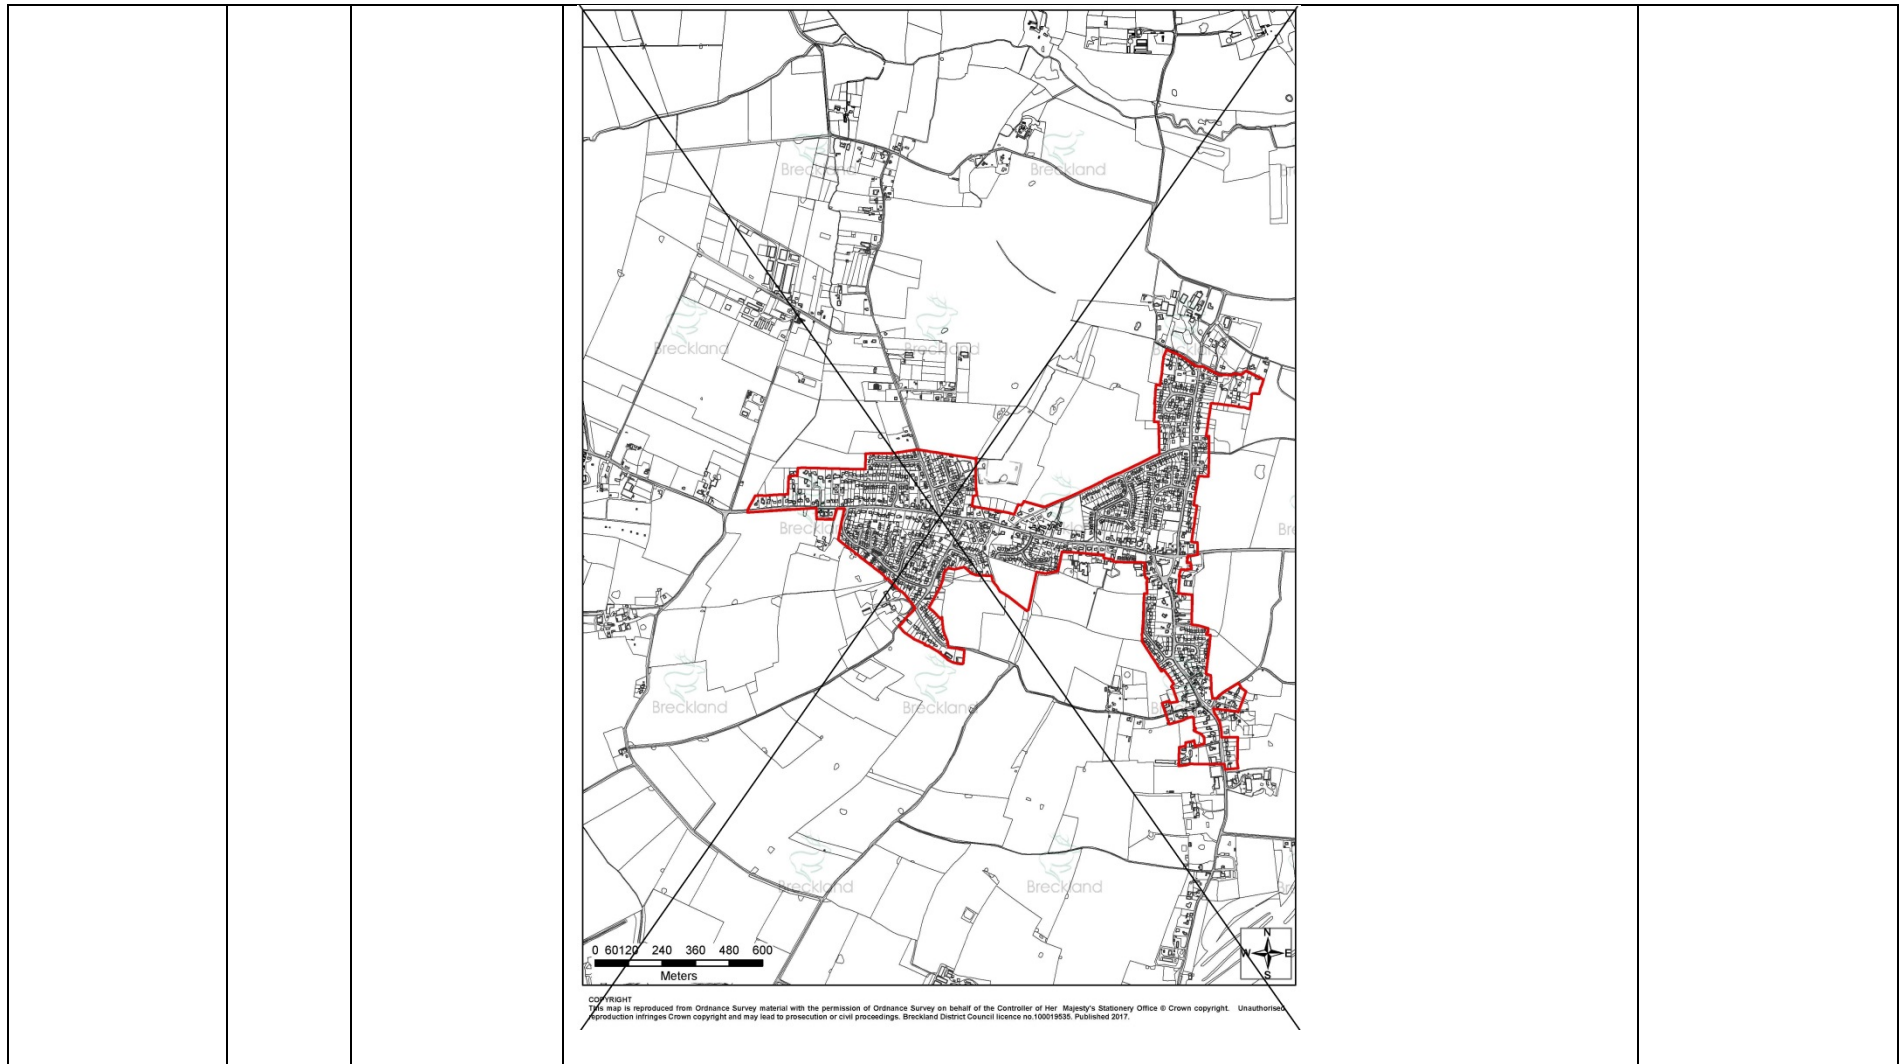 Breckland
Breckland
Breckland
Breckland
Breckland
Breckland
Breckland
Breckland
Breckland
Breckland
0 60120 240 360 480 600
Meters
N
W E
S
COPYRIGHT
This map is reproduced from Ordnance Survey material with the permission of Ordnance Survey on behalf of the Controller of Her Majesty's Stationery Office © Crown copyright. Unauthorised
reproduction infringes Crown copyright and may lead to prosecution or civil proceedings. Breckland District Council licence no.100019535. Published 2017.